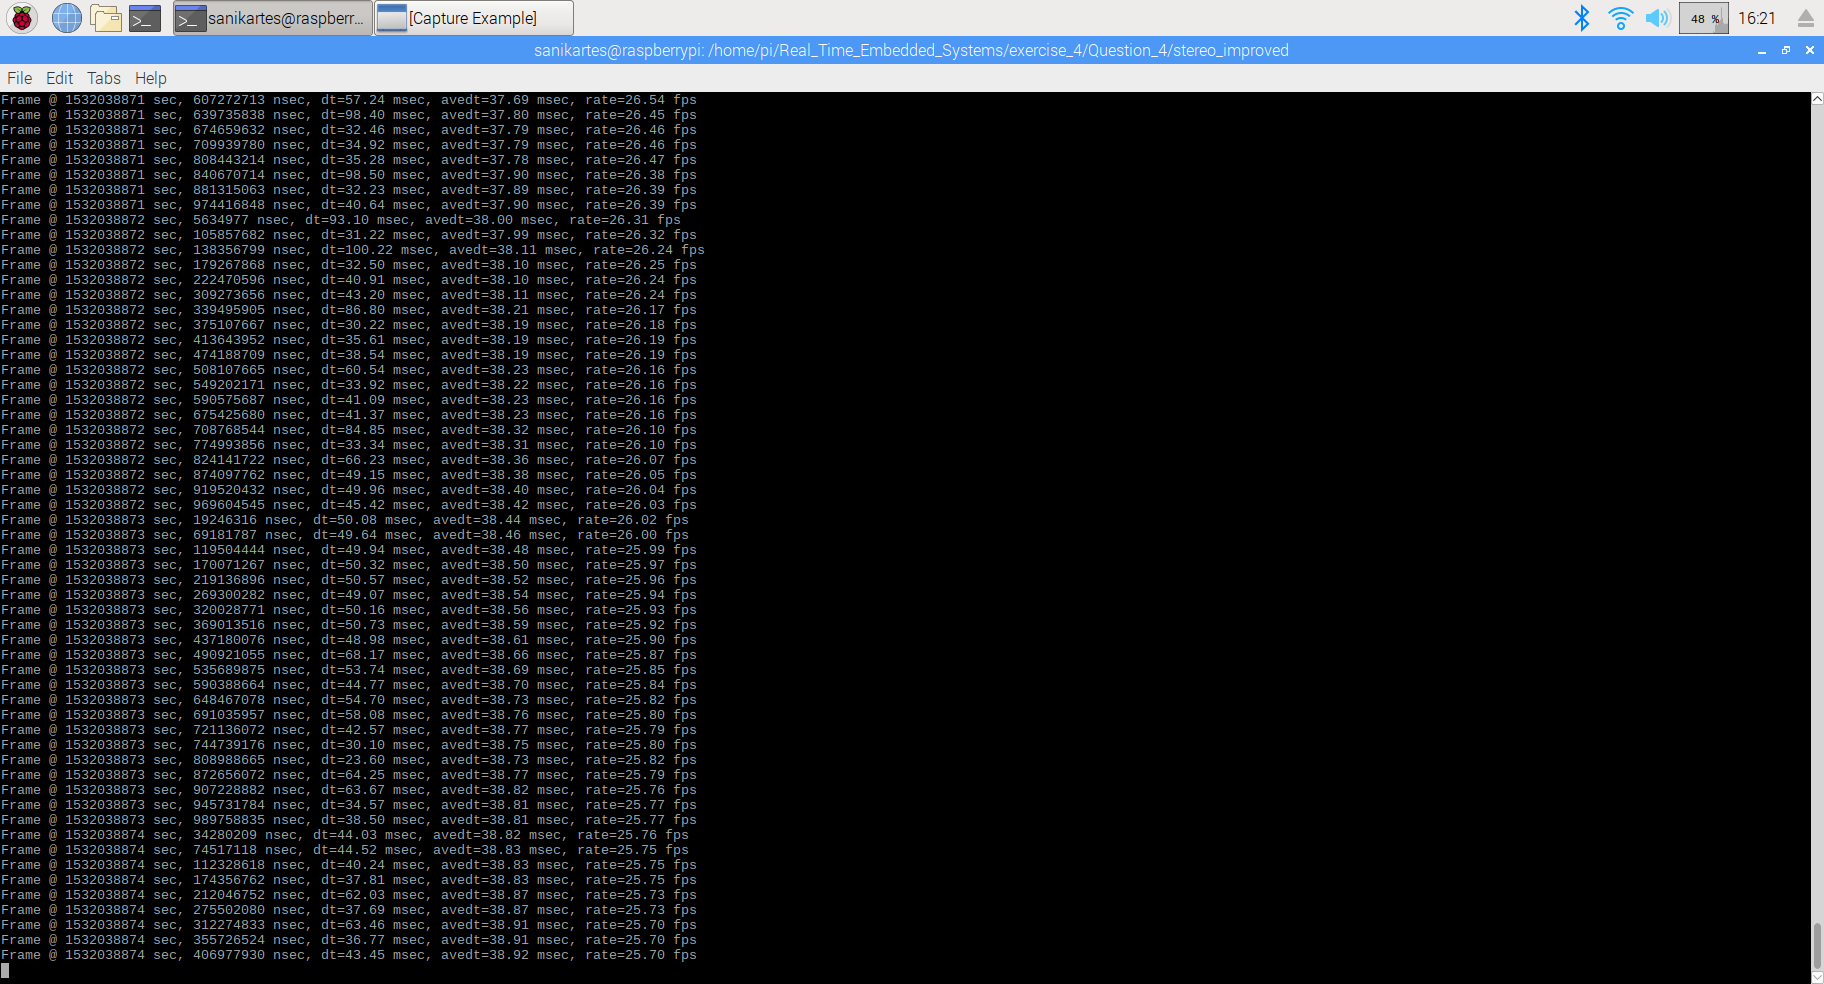 sanikartes@raspberr... [Capture Example] 48 % 16:21
sanikartes@raspberrypi: /home/pi/Real_Time_Embedded_Systems/exercise_4/Question_4/stereo_improved
File Edit Tabs Help
Frame @ 1532038871 sec, 607272713 nsec, dt=57.24 msec, avedt=37.69 msec, rate=26.54 fps
Frame @ 1532038871 sec, 639735838 nsec, dt=98.40 msec, avedt=37.80 msec, rate=26.45 fps
Frame @ 1532038871 sec, 674659632 nsec, dt=32.46 msec, avedt=37.79 msec, rate=26.46 fps
Frame @ 1532038871 sec, 709939780 nsec, dt=34.92 msec, avedt=37.79 msec, rate=26.46 fps
Frame @ 1532038871 sec, 808443214 nsec, dt=35.28 msec, avedt=37.78 msec, rate=26.47 fps
Frame @ 1532038871 sec, 840670714 nsec, dt=98.50 msec, avedt=37.90 msec, rate=26.38 fps
Frame @ 1532038871 sec, 881315063 nsec, dt=32.23 msec, avedt=37.89 msec, rate=26.39 fps
Frame @ 1532038871 sec, 974416848 nsec, dt=40.64 msec, avedt=37.90 msec, rate=26.39 fps
Frame @ 1532038872 sec, 5634977 nsec, dt=93.10 msec, avedt=38.00 msec, rate=26.31 fps
Frame @ 1532038872 sec, 105857682 nsec, dt=31.22 msec, avedt=37.99 msec, rate=26.32 fps
Frame @ 1532038872 sec, 138356799 nsec, dt=100.22 msec, avedt=38.11 msec, rate=26.24 fps
Frame @ 1532038872 sec, 179267868 nsec, dt=32.50 msec, avedt=38.10 msec, rate=26.25 fps
Frame @ 1532038872 sec, 222470596 nsec, dt=40.91 msec, avedt=38.10 msec, rate=26.24 fps
Frame @ 1532038872 sec, 309273656 nsec, dt=43.20 msec, avedt=38.11 msec, rate=26.24 fps
Frame @ 1532038872 sec, 339495905 nsec, dt=86.80 msec, avedt=38.21 msec, rate=26.17 fps
Frame @ 1532038872 sec, 375107667 nsec, dt=30.22 msec, avedt=38.19 msec, rate=26.18 fps
Frame @ 1532038872 sec, 413643952 nsec, dt=35.61 msec, avedt=38.19 msec, rate=26.19 fps
Frame @ 1532038872 sec, 474188709 nsec, dt=38.54 msec, avedt=38.19 msec, rate=26.19 fps
Frame @ 1532038872 sec, 508107665 nsec, dt=60.54 msec, avedt=38.23 msec, rate=26.16 fps
Frame @ 1532038872 sec, 549202171 nsec, dt=33.92 msec, avedt=38.22 msec, rate=26.16 fps
Frame @ 1532038872 sec, 590575687 nsec, dt=41.09 msec, avedt=38.23 msec, rate=26.16 fps
Frame @ 1532038872 sec, 675425680 nsec, dt=41.37 msec, avedt=38.23 msec, rate=26.16 fps
Frame @ 1532038872 sec, 708768544 nsec, dt=84.85 msec, avedt=38.32 msec, rate=26.10 fps
Frame @ 1532038872 sec, 774993856 nsec, dt=33.34 msec, avedt=38.31 msec, rate=26.10 fps
Frame @ 1532038872 sec, 824141722 nsec, dt=66.23 msec, avedt=38.36 msec, rate=26.07 fps
Frame @ 1532038872 sec, 874097762 nsec, dt=49.15 msec, avedt=38.38 msec, rate=26.05 fps
Frame @ 1532038872 sec, 919520432 nsec, dt=49.96 msec, avedt=38.40 msec, rate=26.04 fps
Frame @ 1532038872 sec, 969604545 nsec, dt=45.42 msec, avedt=38.42 msec, rate=26.03 fps
Frame @ 1532038873 sec, 19246316 nsec, dt=50.08 msec, avedt=38.44 msec, rate=26.02 fps
Frame @ 1532038873 sec, 69181787 nsec, dt=49.64 msec, avedt=38.46 msec, rate=26.00 fps
Frame @ 1532038873 sec, 119504444 nsec, dt=49.94 msec, avedt=38.48 msec, rate=25.99 fps
Frame @ 1532038873 sec, 170071267 nsec, dt=50.32 msec, avedt=38.50 msec, rate=25.97 fps
Frame @ 1532038873 sec, 219136896 nsec, dt=50.57 msec, avedt=38.52 msec, rate=25.96 fps
Frame @ 1532038873 sec, 269300282 nsec, dt=49.07 msec, avedt=38.54 msec, rate=25.94 fps
Frame @ 1532038873 sec, 320028771 nsec, dt=50.16 msec, avedt=38.56 msec, rate=25.93 fps
Frame @ 1532038873 sec, 369013516 nsec, dt=50.73 msec, avedt=38.59 msec, rate=25.92 fps
Frame @ 1532038873 sec, 437180076 nsec, dt=48.98 msec, avedt=38.61 msec, rate=25.90 fps
Frame @ 1532038873 sec, 490921055 nsec, dt=68.17 msec, avedt=38.66 msec, rate=25.87 fps
Frame @ 1532038873 sec, 535689875 nsec, dt=53.74 msec, avedt=38.69 msec, rate=25.85 fps
Frame @ 1532038873 sec, 590388664 nsec, dt=44.77 msec, avedt=38.70 msec, rate=25.84 fps
Frame @ 1532038873 sec, 648467078 nsec, dt=54.70 msec, avedt=38.73 msec, rate=25.82 fps
Frame @ 1532038873 sec, 691035957 nsec, dt=58.08 msec, avedt=38.76 msec, rate=25.80 fps
Frame @ 1532038873 sec, 721136072 nsec, dt=42.57 msec, avedt=38.77 msec, rate=25.79 fps
Frame @ 1532038873 sec, 744739176 nsec, dt=30.10 msec, avedt=38.75 msec, rate=25.80 fps
Frame @ 1532038873 sec, 808988665 nsec, dt=23.60 msec, avedt=38.73 msec, rate=25.82 fps
Frame @ 1532038873 sec, 872656072 nsec, dt=64.25 msec, avedt=38.77 msec, rate=25.79 fps
Frame @ 1532038873 sec, 907228882 nsec, dt=63.67 msec, avedt=38.82 msec, rate=25.76 fps
Frame @ 1532038873 sec, 945731784 nsec, dt=34.57 msec, avedt=38.81 msec, rate=25.77 fps
Frame @ 1532038873 sec, 989758835 nsec, dt=38.50 msec, avedt=38.81 msec, rate=25.77 fps
Frame @ 1532038874 sec, 34280209 nsec, dt=44.03 msec, avedt=38.82 msec, rate=25.76 fps
Frame @ 1532038874 sec, 74517118 nsec, dt=44.52 msec, avedt=38.83 msec, rate=25.75 fps
Frame @ 1532038874 sec, 112328618 nsec, dt=40.24 msec, avedt=38.83 msec, rate=25.75 fps
Frame @ 1532038874 sec, 174356762 nsec, dt=37.81 msec, avedt=38.83 msec, rate=25.75 fps
Frame @ 1532038874 sec, 212046752 nsec, dt=62.03 msec, avedt=38.87 msec, rate=25.73 fps
Frame @ 1532038874 sec, 275502080 nsec, dt=37.69 msec, avedt=38.87 msec, rate=25.73 fps
Frame @ 1532038874 sec, 312274833 nsec, dt=63.46 msec, avedt=38.91 msec, rate=25.70 fps
Frame @ 1532038874 sec, 355726524 nsec, dt=36.77 msec, avedt=38.91 msec, rate=25.70 fps
Frame @ 1532038874 sec, 406977930 nsec, dt=43.45 msec, avedt=38.92 msec, rate=25.70 fps